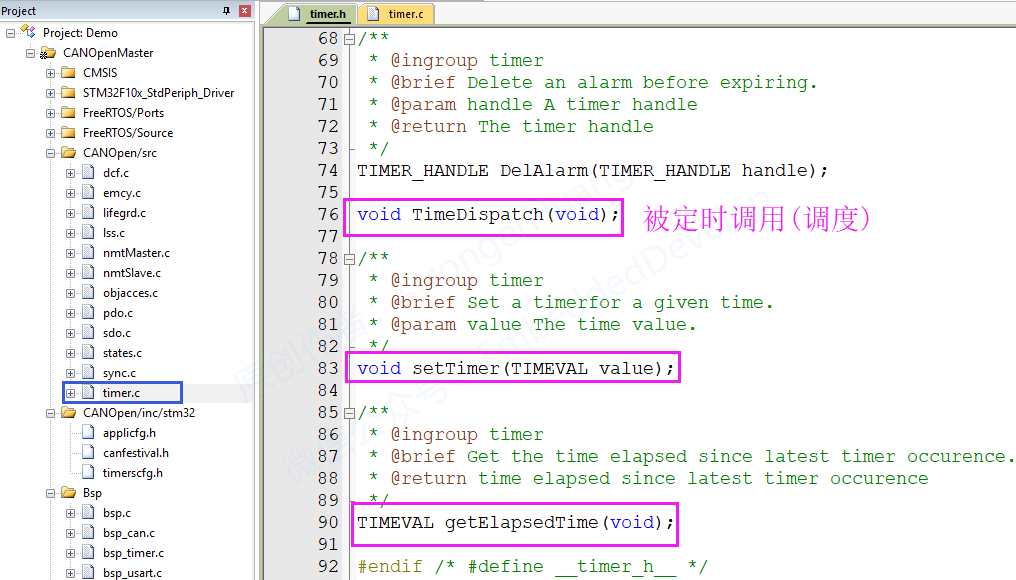 Project
Project: Demo
CANOpenMaster
CMSIS
STM32F10x_StdPeriph_Driver
FreeRTOS/Ports
FreeRTOS/Source
CANOpen/src
dcf.c
emcy.c
lifegrd.c
lss.c
nmtMaster.c
nmtSlave.c
objacces.c
pdo.c
sdo.c
states.c
sync.c
timer.c
CANOpen/inc/stm32
applicfg.h
canfestival.h
timerscfg.h
Bsp
bsp.c
bsp_can.c
bsp_timer.c
bsp_usart.c
timer.h
timer.c
68 /**
69 * @ingroup timer
70 * @brief Delete an alarm before expiring.
71 * @param handle A timer handle
72 * @return The timer handle
73 */
74 TIMER_HANDLE DelAlarm(TIMER_HANDLE handle);
75
76 void TimeDispatch(void); 被定时调用(调度)
77
78 /**
79 * @ingroup timer
80 * @brief Set a timerfor a given time.
81 * @param value The time value.
82 */
83 void setTimer(TIMEVAL value);
84
85 /**
86 * @ingroup timer
87 * @brief Get the time elapsed since latest timer occurence.
88 * @return time elapsed since latest timer occurence
89 */
90 TIMEVAL getElapsedTime(void);
91
92 #endif /* #define __timer_h__ */